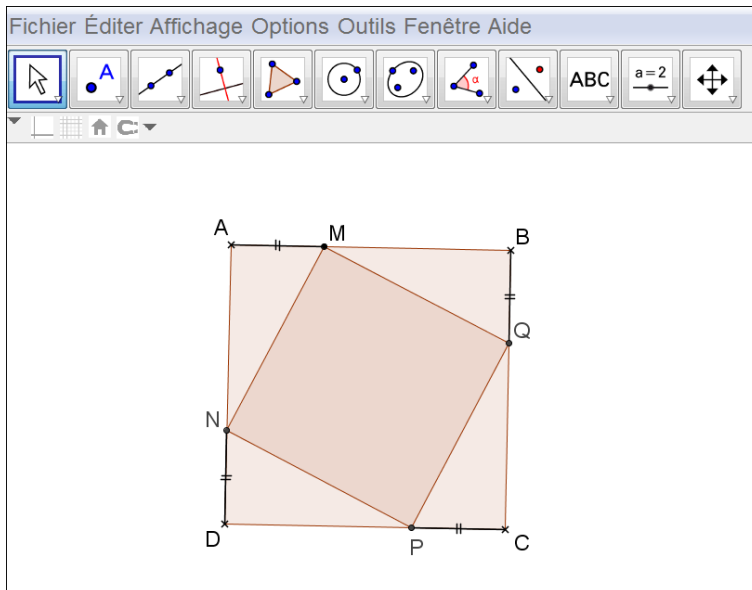 Fichier Éditer Affichage Options Outils Fenêtre Aide
A α ABC a=2
A M B
Q
N
D P C